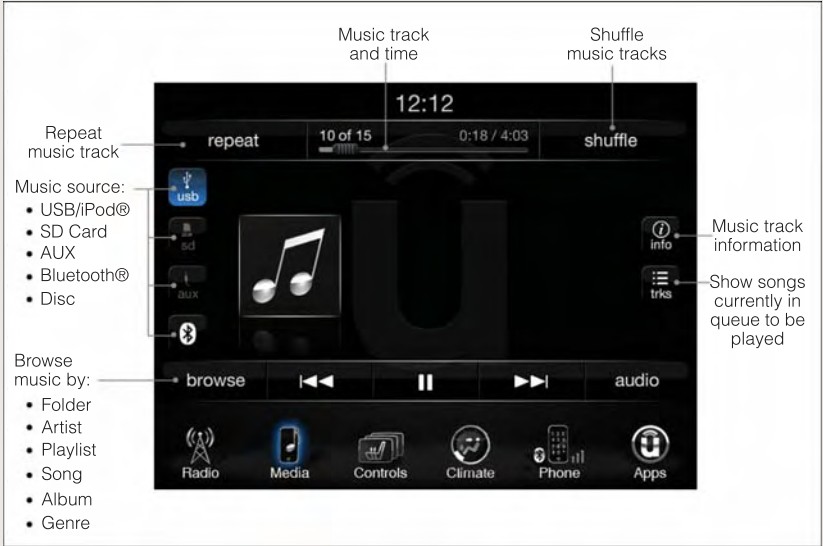 Music track
and time
Shuffle
music tracks
12:12
Repeat
music track
repeat
10 of 15
0:18 / 4:03
shuffle
Music source:
• USB/iPod®
• SD Card
• AUX
• Bluetooth®
• Disc
usb
sd
aux
info
trks
Music track
information
Show songs
currently in
queue to be
played
Browse
music by:
• Folder
• Artist
• Playlist
• Song
• Album
• Genre
browse
audio
Radio
Media
Controls
Climate
Phone
Apps